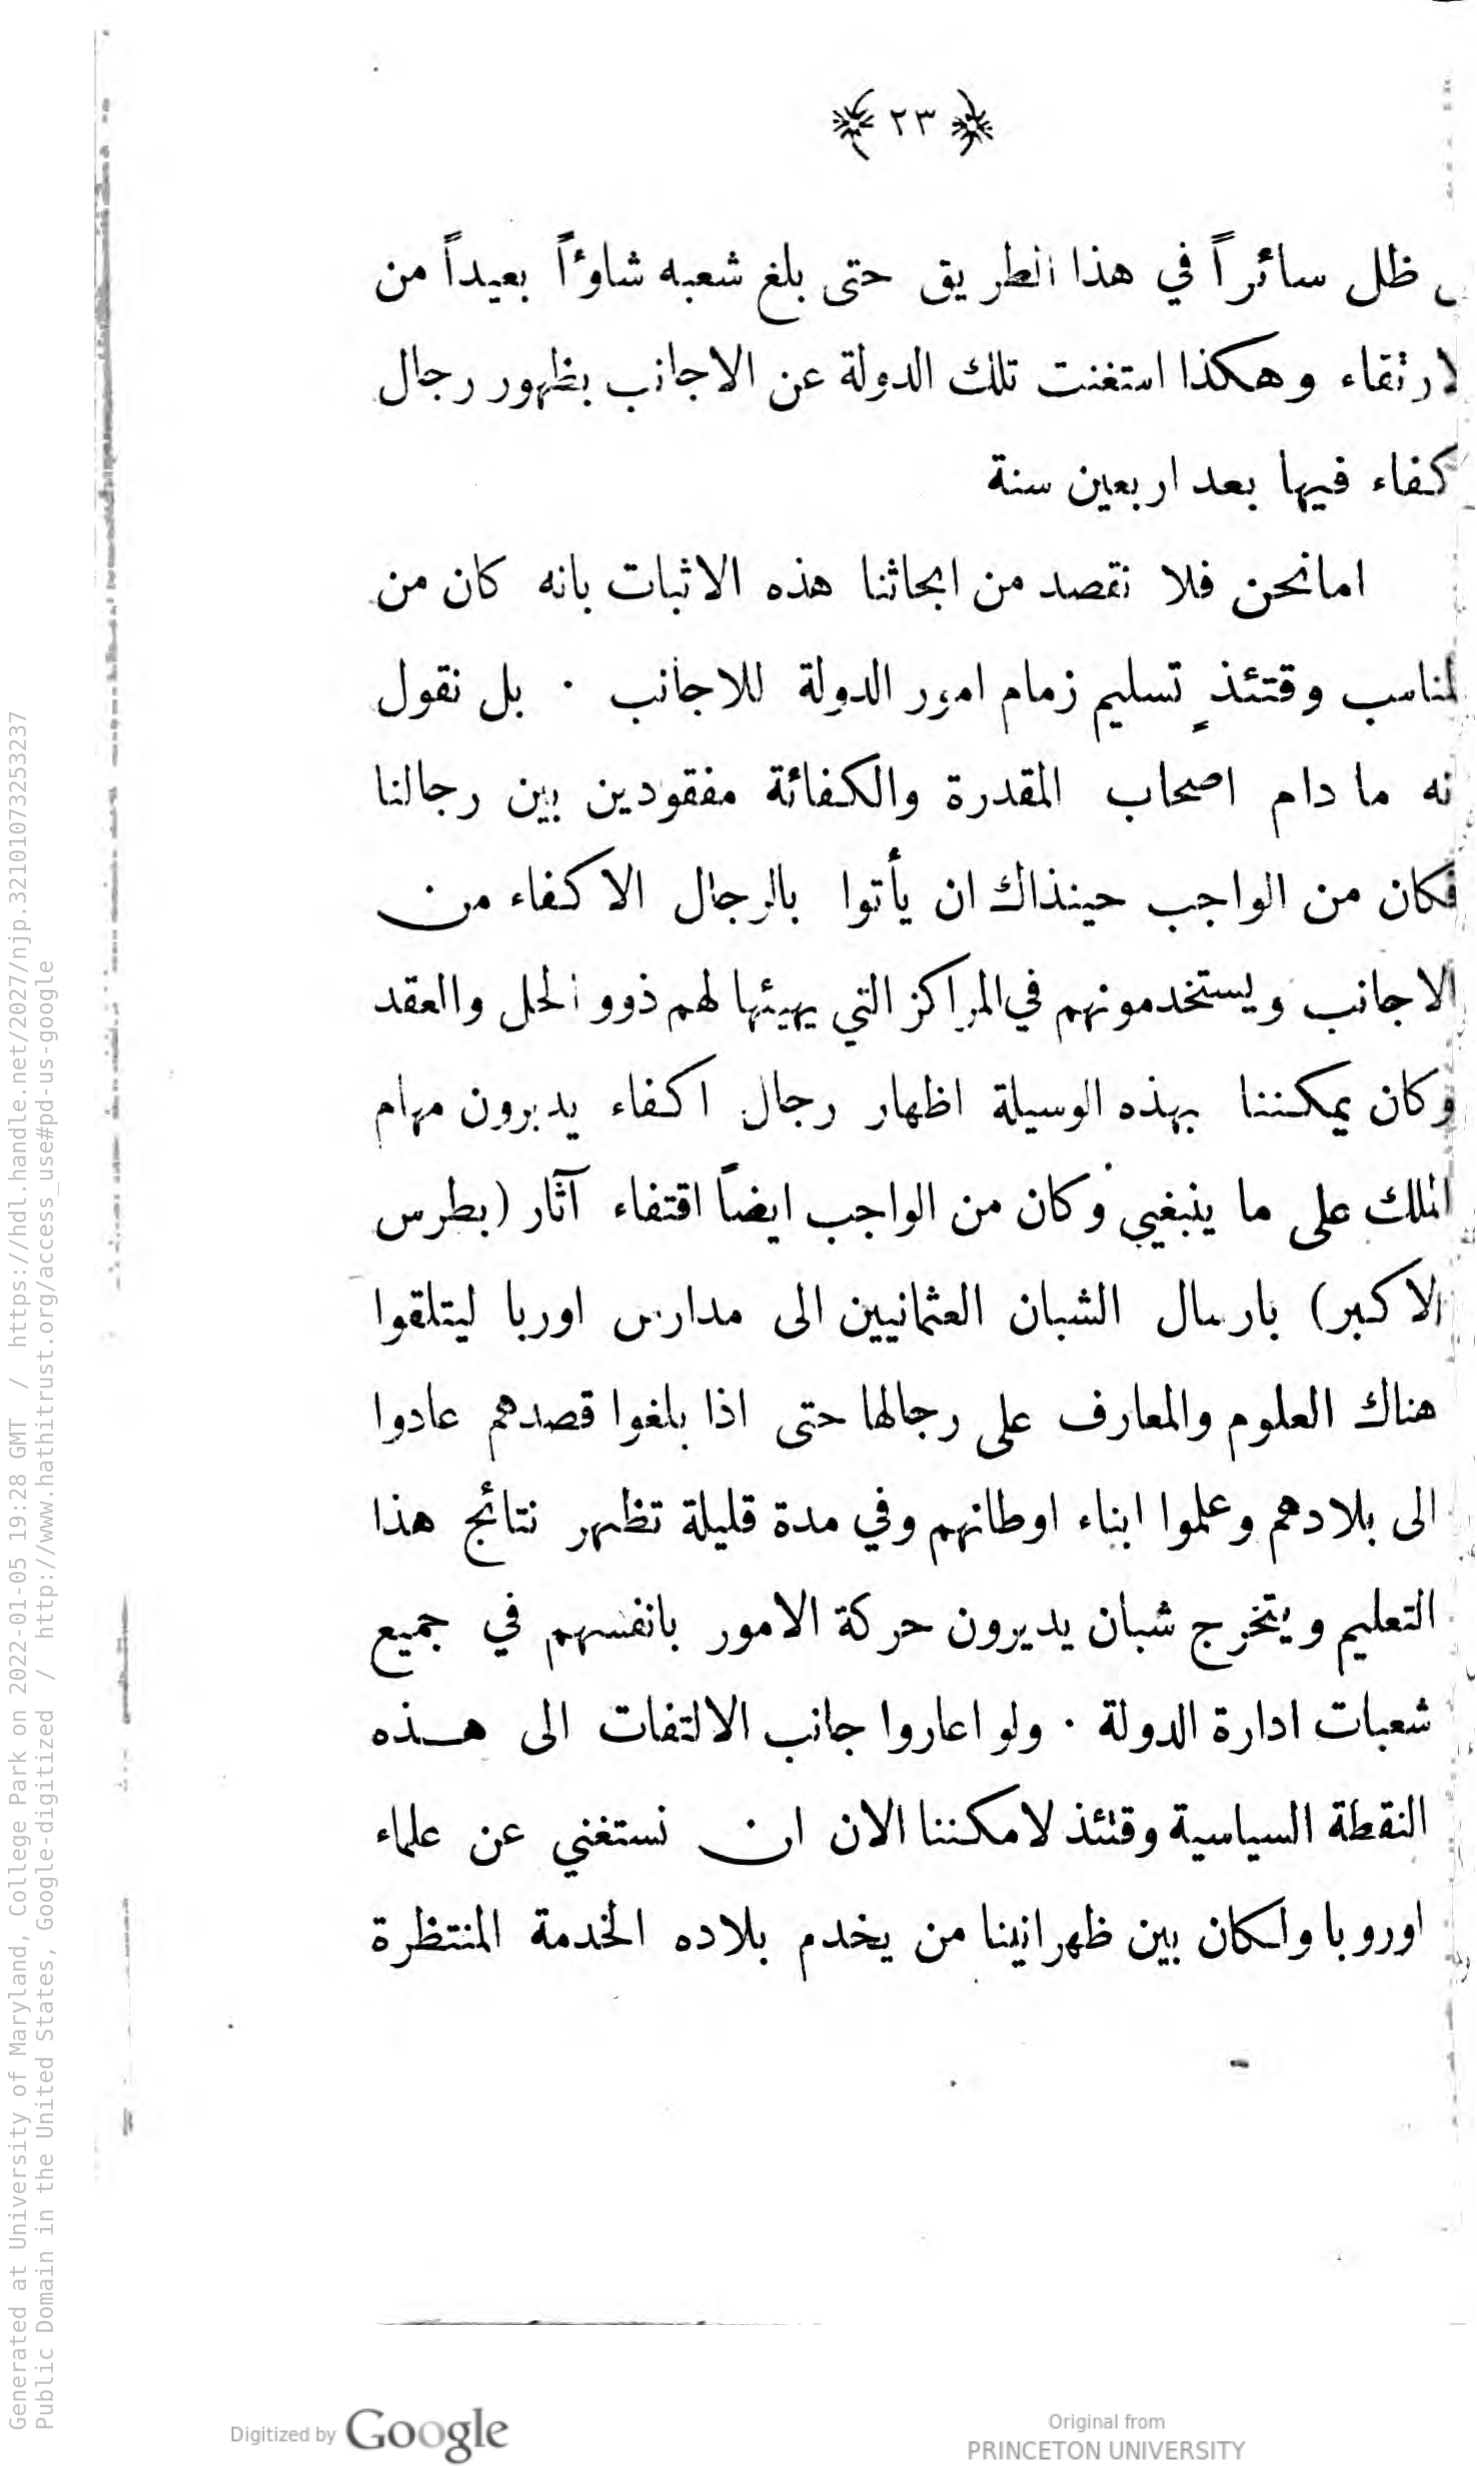 ٢٣
ظل سائراً في هذا الطريق حتى بلغ شعبه شاوءاً بعيداً من
لارتقاء وهكذا استغنت تلك الدولة عن الاجانب بظهور رجال
كفاء فيها بعد اربعين سنة
امانحن فلا نقصد من ابحاثنا هذه الاثبات بانه كان من
لمناسب وقتئذٍ تسليم زمام امور الدولة للاجانب ٠ بل نقول
نه ما دام اصحاب المقدرة والكفائة مفقودين بين رجالنا
فكان من الواجب حينذاك ان يأتوا بالرجال الاكفاء من
الاجانب ويستخدمونهم في المراكز التي يهيئها لهم ذوو الحل والعقد
وكان يمكننا بهذه الوسيلة اظهار رجال اكفاء يدبرون مهام
الملك على ما ينبغي وكان من الواجب ايضاً اقتفاء آثار (بطرس
الاكبر) بارسال الشبان العثمانيين الى مدارس اوربا ليتلقوا
هناك العلوم والمعارف على رجالها حتى اذا بلغوا قصدهم عادوا
الى بلادهم وعلموا ابناء اوطانهم وفي مدة قليلة تظهر نتائج هذا
التعليم ويتخرج شبان يديرون حركة الامور بانفسهم في جميع
شعبات ادارة الدولة ٠ ولو اعاروا جانب الالتفات الى هذه
النقطة السياسية وقتئذ لامكننا الان ان نستغني عن علماء
اوروبا ولكان بين ظهرانينا من يخدم بلاده الخدمة المنتظرة
Generated at University of Maryland, College Park on 2022-01-05 19:28 GMT / https://hdl.handle.net/2027/njp.32101073253237
Public Domain in the United States, Google-digitized / http://www.hathitrust.org/access_use#pd-us-google
Digitized by Google
Original from
PRINCETON UNIVERSITY